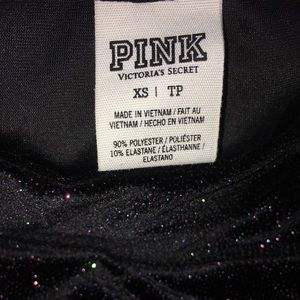 PINK
VICTORIA'S SECRET
XS | TP
MADE IN VIETNAM / FAIT AU
VIETNAM / HECHO EN VIETNAM
90% POLYESTER / POLIÉSTER
10% ELASTANE / ÉLASTHANNE /
ELASTANO